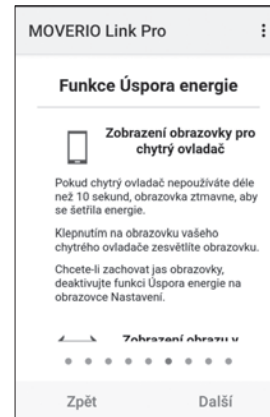 MOVERIO Link Pro
Funkce Úspora energie
Zobrazení obrazovky pro
chytrý ovladač
Pokud chytrý ovladač nepoužíváte déle
než 10 sekund, obrazovka ztmavne, aby
se šetřila energie.
Klepnutím na obrazovku vašeho
chytrého ovladače zesvětlíte obrazovku.
Chcete-li zachovat jas obrazovky,
deaktivujte funkci Úspora energie na
obrazovce Nastavení.
Zobrazení obrazu v
Zpět
Další